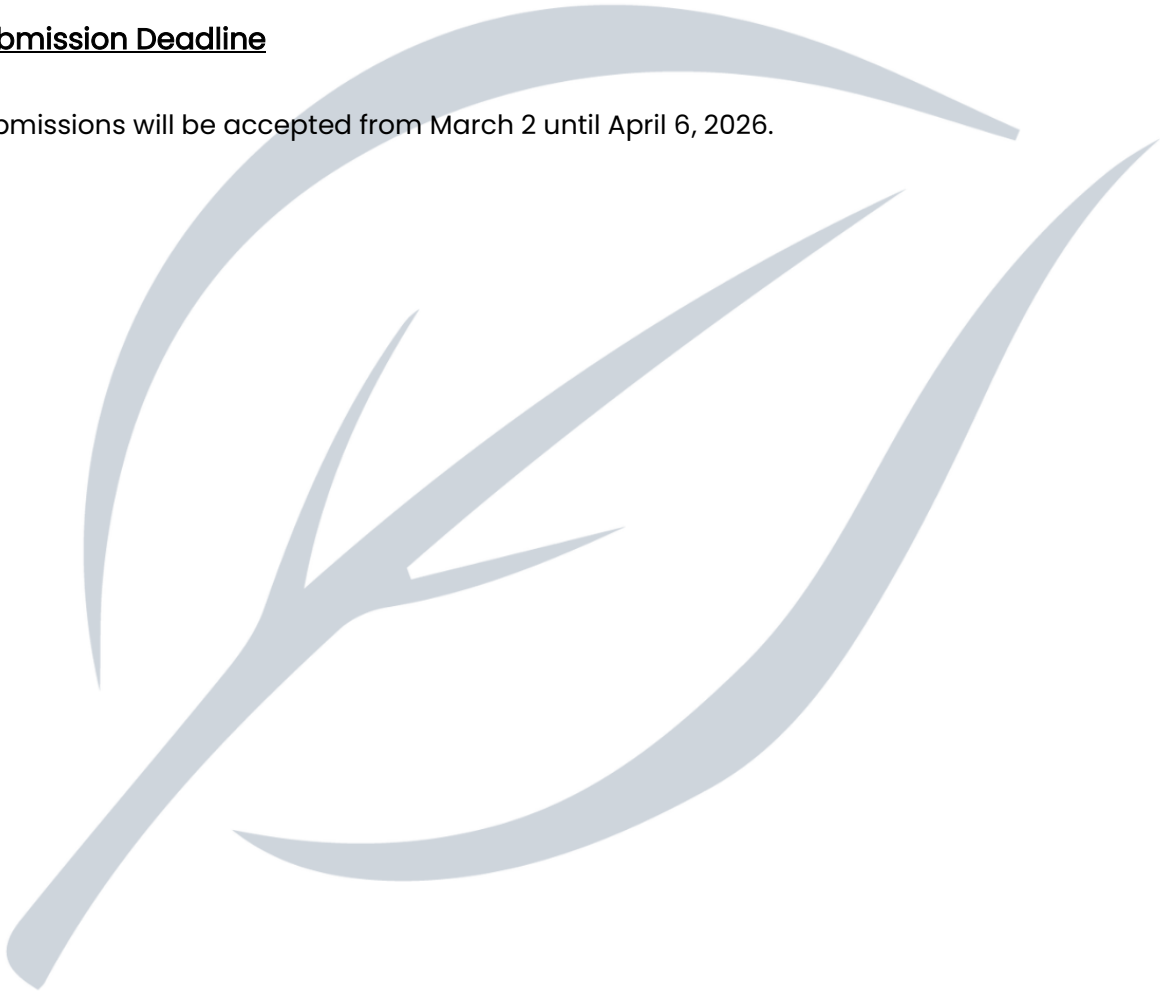 bmission Deadline
bmissions will be accepted from March 2 until April 6, 2026.